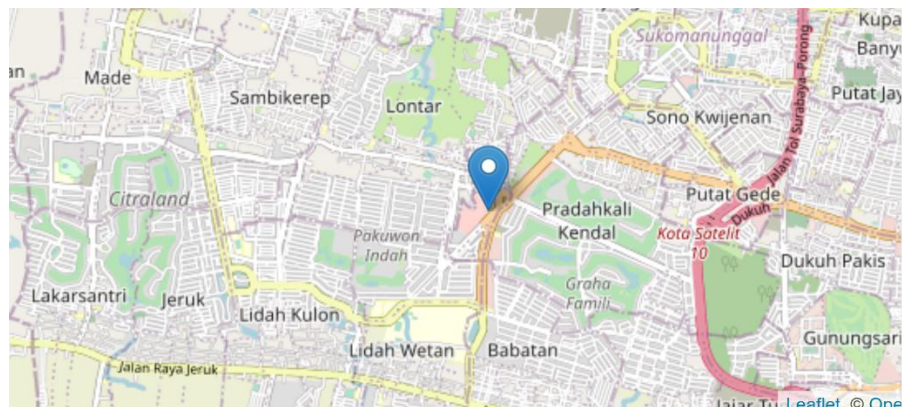 Kupa
Sukomanunggal
Banyu
an
Made
Sambikerep
Lontar
Putat Jay
Sono Kwijenan
Jalan Tol Surabaya-Porong
Citraland
Putat Gede
Pradahkali
Kendal
Dukuh
Kota Satelit
10
Pakuwon
Indah
Dukuh Pakis
Graha
Famili
Lakarsantri
Jeruk
Lidah Kulon
Gunungsari
Lidah Wetan
Babatan
Jalan Raya Jeruk
Leaflet
© Ope